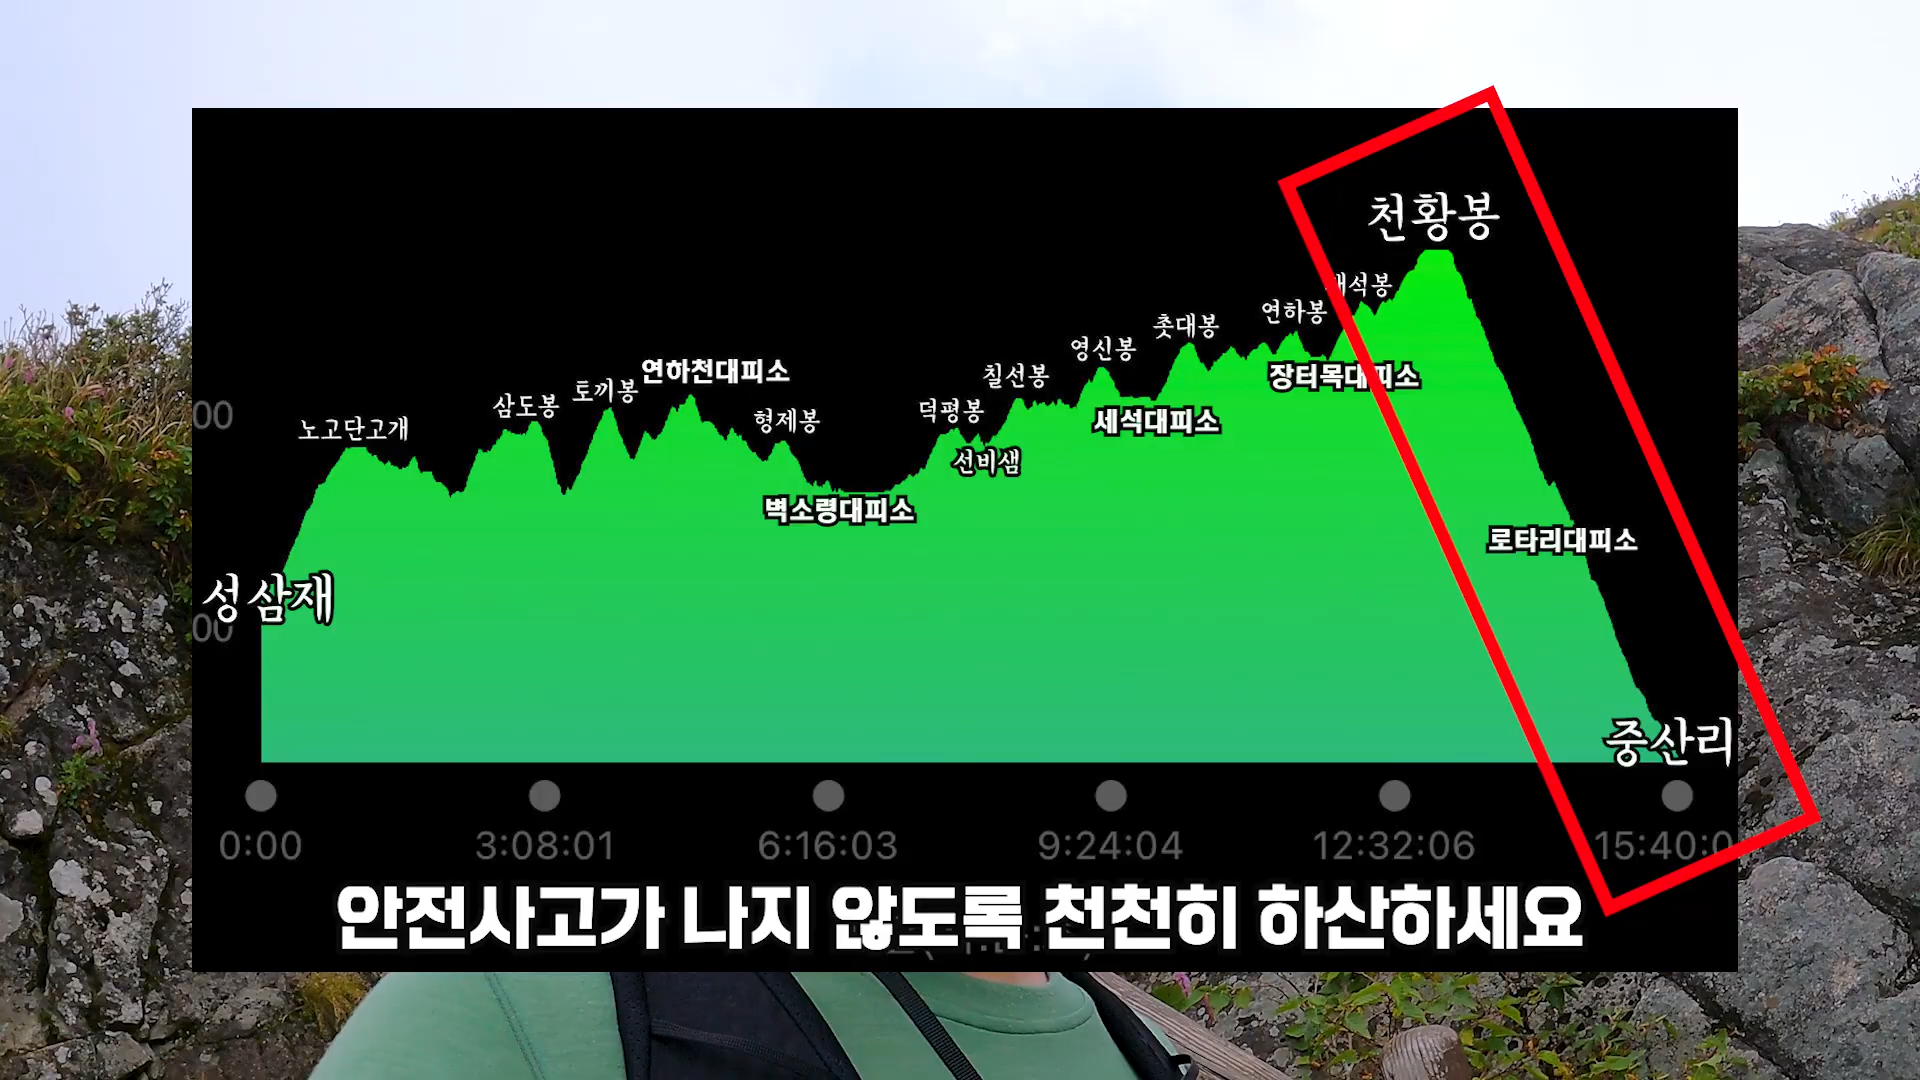 천황봉
석봉
연하봉
촛대봉
영신봉
칠선봉
연하천대피소
장터목대피소
토끼봉
삼도봉
형제봉
덕평봉
세석대피소
노고단고개
선비샘
00
벽소령대피소
로타리대피소
성삼재
00
중산리
0:00
3:08:01
6:16:03
9:24:04
12:32:06
15:40:0
안전사고가 나지 않도록 천천히 하산하세요